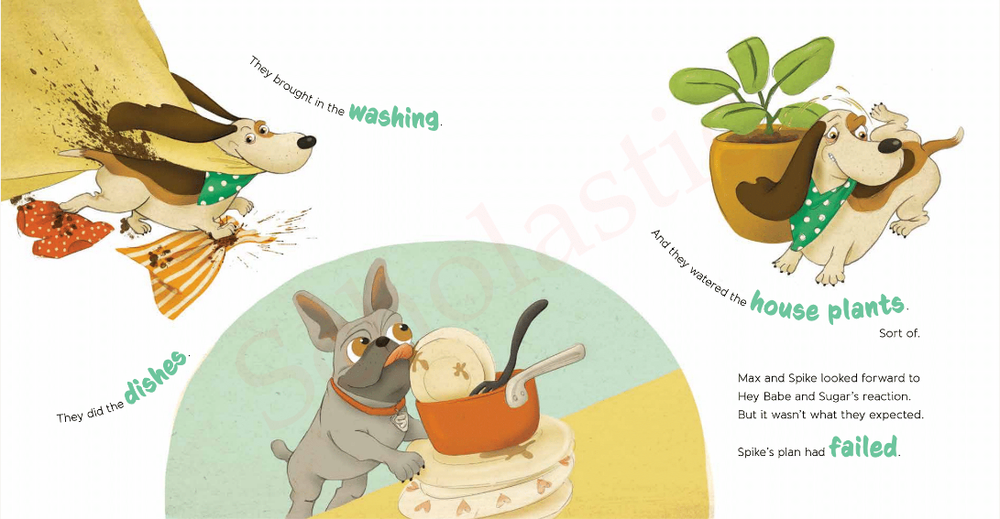 They brought in the washing.
They did the dishes.
And they watered the house plants.
Sort of.
Max and Spike looked forward to
Hey Babe and Sugar's reaction.
But it wasn't what they expected.
Spike's plan had failed.
Scholastic